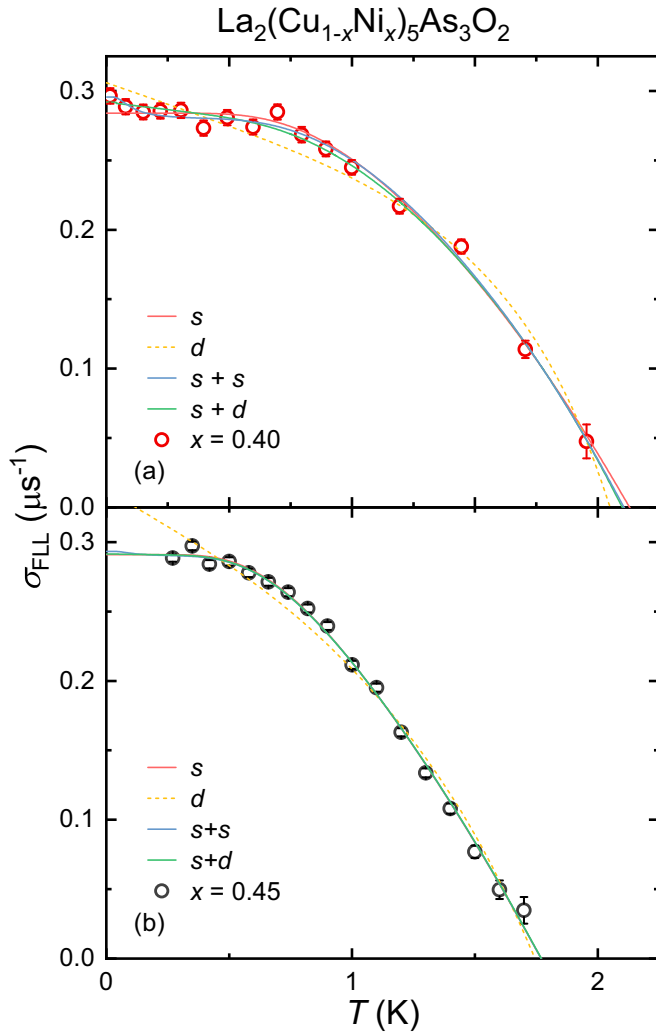 La₂(Cu₁₋ₓNiₓ)₅As₃O₂
0.3
0.2
0.1
0.0
s
d
s + s
s + d
x = 0.40
(a)
σFLL (μs⁻¹)
0.3
0.2
0.1
0.0
s
d
s+s
s+d
x = 0.45
(b)
0
1
2
T (K)